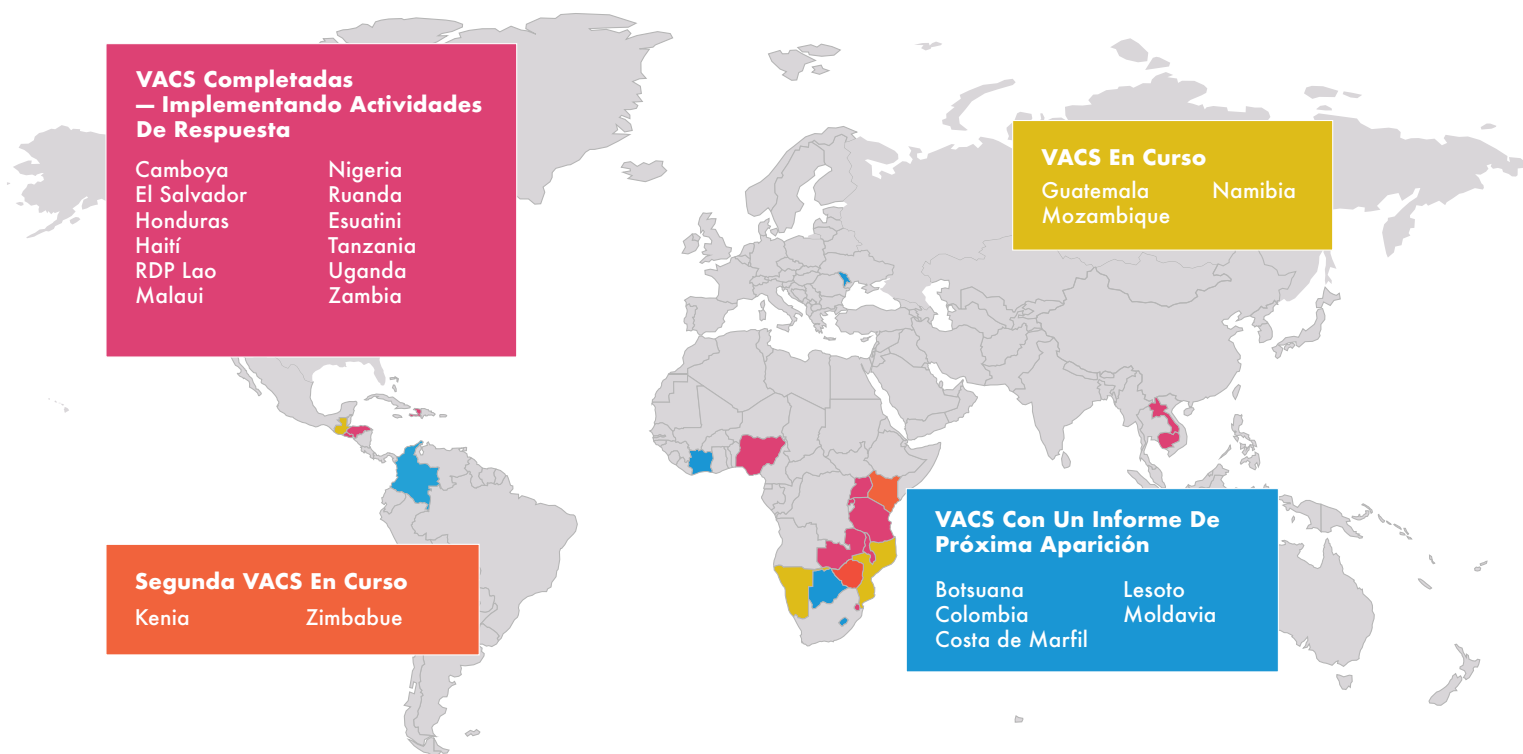 VACS Completadas
— Implementando Actividades
De Respuesta
Camboya Nigeria
El Salvador Ruanda
Honduras Esuatini
Haití Tanzania
RDP Lao Uganda
Malaui Zambia
VACS En Curso
Guatemala Namibia
Mozambique
Segunda VACS En Curso
Kenia Zimbabue
VACS Con Un Informe De
Próxima Aparición
Botsuana Lesoto
Colombia Moldavia
Costa de Marfil